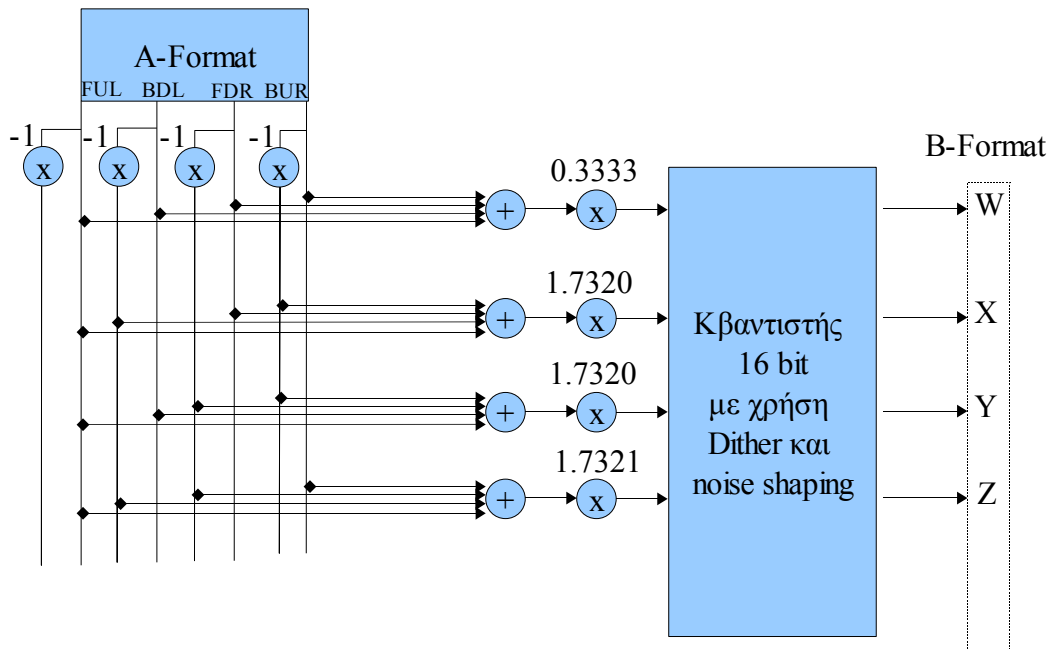 A-Format
FUL BDL FDR BUR
-1 -1 -1 -1
x x x x
B-Format
0.3333
+ x W
1.7320
+ x X
Κβαντιστής
16 bit
με χρήση
Dither και
noise shaping
1.7320
+ x Y
1.7321
+ x Z